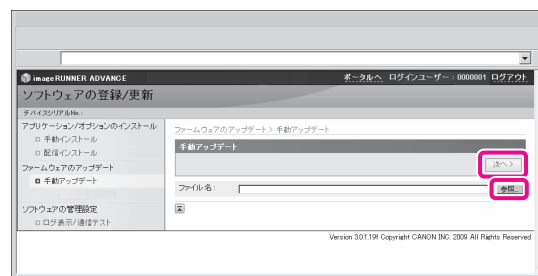 imageRUNNER ADVANCE
ポータルへ ログインユーザー : 0000001 ログアウト
ソフトウェアの登録/更新
デバイスシリアルNo.:
アプリケーション/オプションのインストール
手動インストール
配信インストール
ファームウェアのアップデート
手動アップデート
ソフトウェアの管理設定
ログ表示/通信テスト
ファームウェアのアップデート > 手動アップデート
手動アップデート
次へ >
ファイル名 :
参照...
Version 3.0.1.19f Copyright CANON INC. 2009 All Rights Reserved